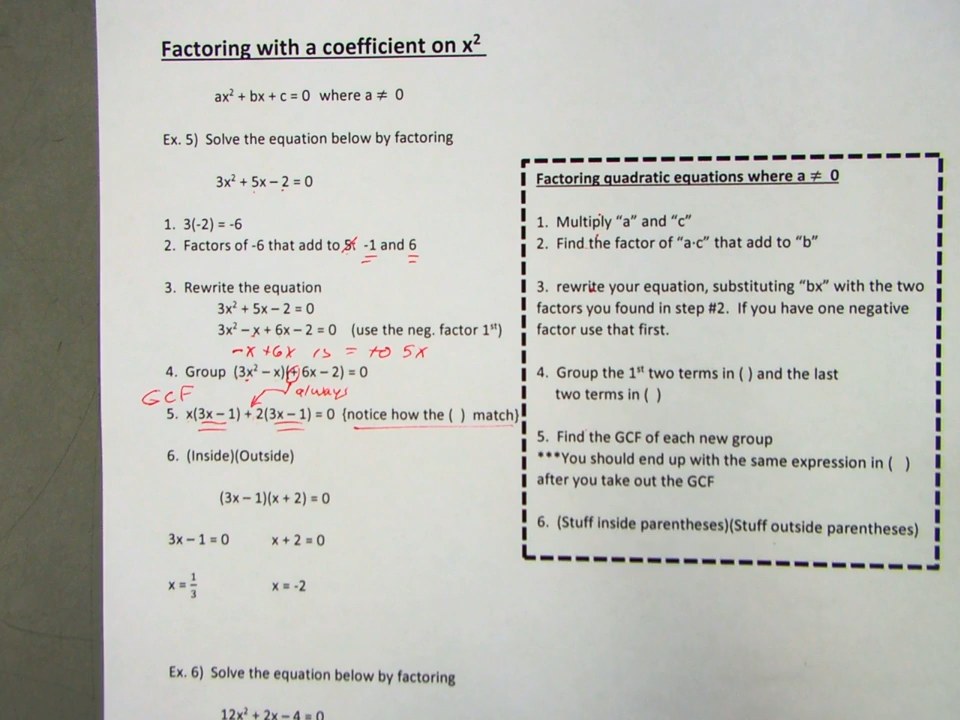 Factoring with a coefficient on x²
ax² + bx + c = 0 where a ≠ 0
Ex. 5) Solve the equation below by factoring
3x² + 5x – 2 = 0
1. 3(-2) = -6
2. Factors of -6 that add to 5: -1 and 6
3. Rewrite the equation
3x² + 5x – 2 = 0
3x² – x + 6x – 2 = 0 (use the neg. factor 1ˢᵗ)
-x +6x is = to 5x
4. Group (3x² – x)(+ 6x – 2) = 0
GCF always
5. x(3x – 1) + 2(3x – 1) = 0 {notice how the ( ) match}
6. (Inside)(Outside)
(3x – 1)(x + 2) = 0
3x – 1 = 0 x + 2 = 0
x = 1/3 x = -2
Ex. 6) Solve the equation below by factoring
12x² + 2x – 4 = 0
Factoring quadratic equations where a ≠ 0
1. Multiply “a” and “c”
2. Find the factor of “a·c” that add to “b”
3. rewrite your equation, substituting “bx” with the two
factors you found in step #2. If you have one negative
factor use that first.
4. Group the 1ˢᵗ two terms in ( ) and the last
two terms in ( )
5. Find the GCF of each new group
***You should end up with the same expression in ( )
after you take out the GCF
6. (Stuff inside parentheses)(Stuff outside parentheses)